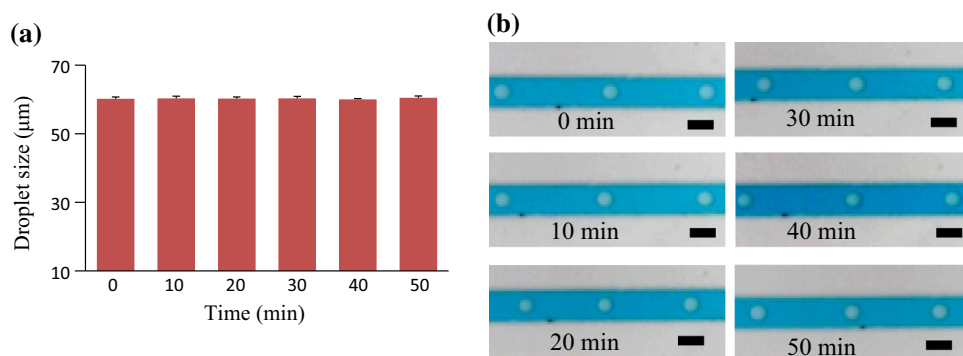 (a)
70
50
30
10
Droplet size (μm)
0 10 20 30 40 50
Time (min)
(b)
0 min
30 min
10 min
40 min
20 min
50 min